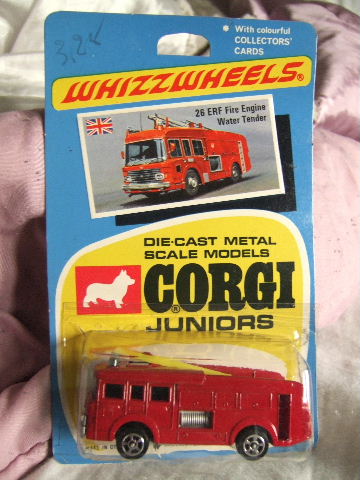 3,2x
With colourful
COLLECTORS'
CARDS
WHIZZWHEELS®
26 ERF Fire Engine
Water Tender
DIE-CAST METAL
SCALE MODELS
CORGI®
JUNIORS